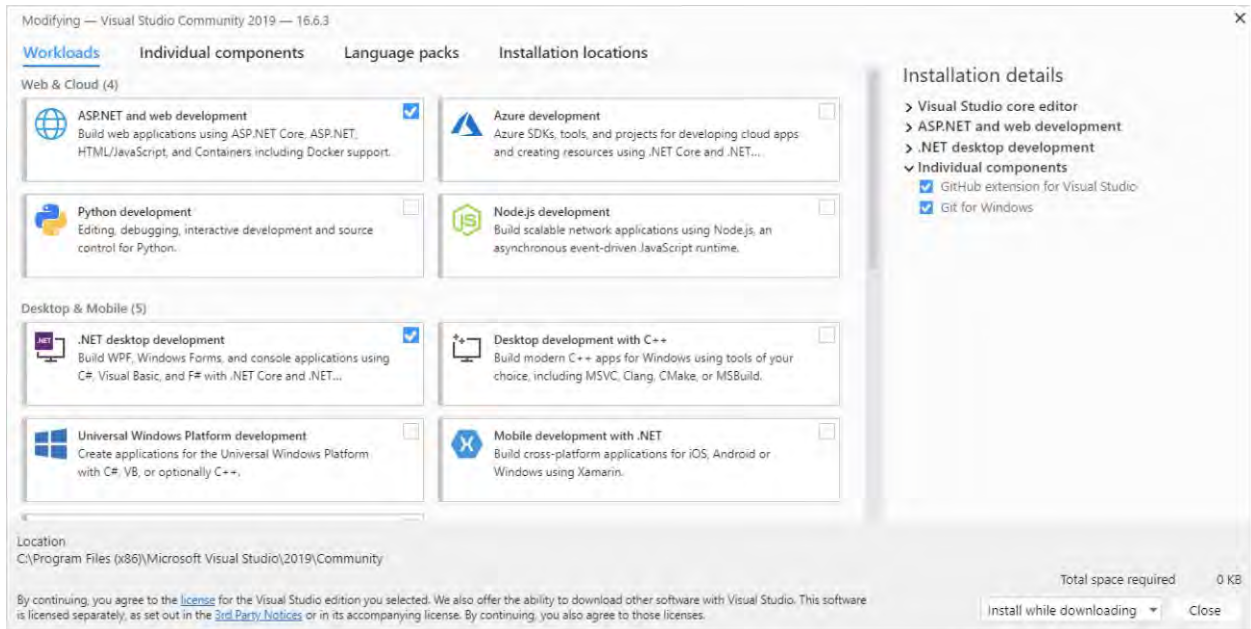 Modifying — Visual Studio Community 2019 — 16.6.3
Workloads Individual components Language packs Installation locations
Web & Cloud (4)
ASP.NET and web development
Build web applications using ASP.NET Core, ASP.NET,
HTML/JavaScript, and Containers including Docker support.
Azure development
Azure SDKs, tools, and projects for developing cloud apps
and creating resources using .NET Core and .NET...
Python development
Editing, debugging, interactive development and source
control for Python.
Node.js development
Build scalable network applications using Node.js, an
asynchronous event-driven JavaScript runtime.
Desktop & Mobile (5)
.NET
.NET desktop development
Build WPF, Windows Forms, and console applications using
C#, Visual Basic, and F# with .NET Core and .NET...
Desktop development with C++
Build modern C++ apps for Windows using tools of your
choice, including MSVC, Clang, CMake, or MSBuild.
Universal Windows Platform development
Create applications for the Universal Windows Platform
with C#, VB, or optionally C++.
Mobile development with .NET
Build cross-platform applications for iOS, Android or
Windows using Xamarin.
Installation details
Visual Studio core editor
ASP.NET and web development
.NET desktop development
Individual components
GitHub extension for Visual Studio
Git for Windows
Location
C:\Program Files (x86)\Microsoft Visual Studio\2019\Community
Total space required 0 KB
By continuing, you agree to the license for the Visual Studio edition you selected. We also offer the ability to download other software with Visual Studio. This software
is licensed separately, as set out in the 3rd Party Notices or in its accompanying license. By continuing, you also agree to those licenses.
Install while downloading Close